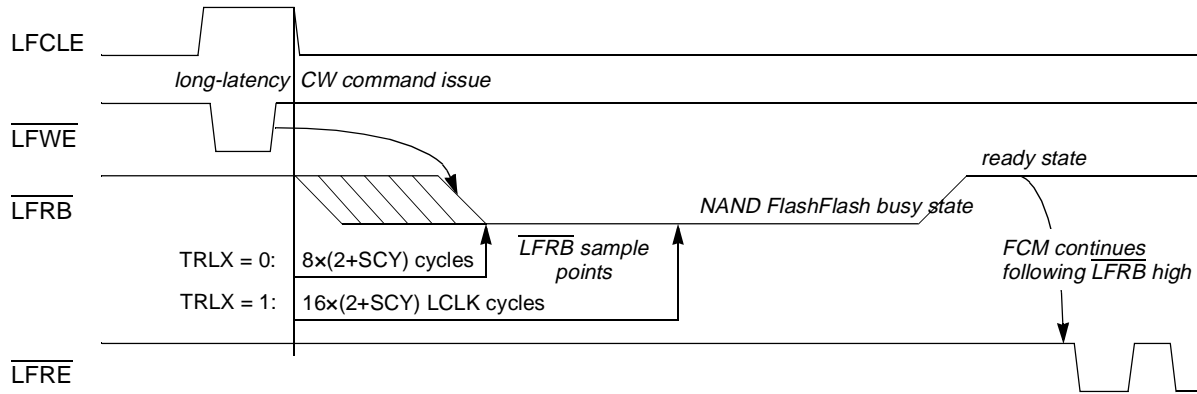 LFCLE
long-latency CW command issue
LFWE
ready state
LFRB
NAND FlashFlash busy state
TRLX = 0: 8×(2+SCY) cycles
LFRB sample
points
FCM continues
following LFRB high
TRLX = 1: 16×(2+SCY) LCLK cycles
LFRE